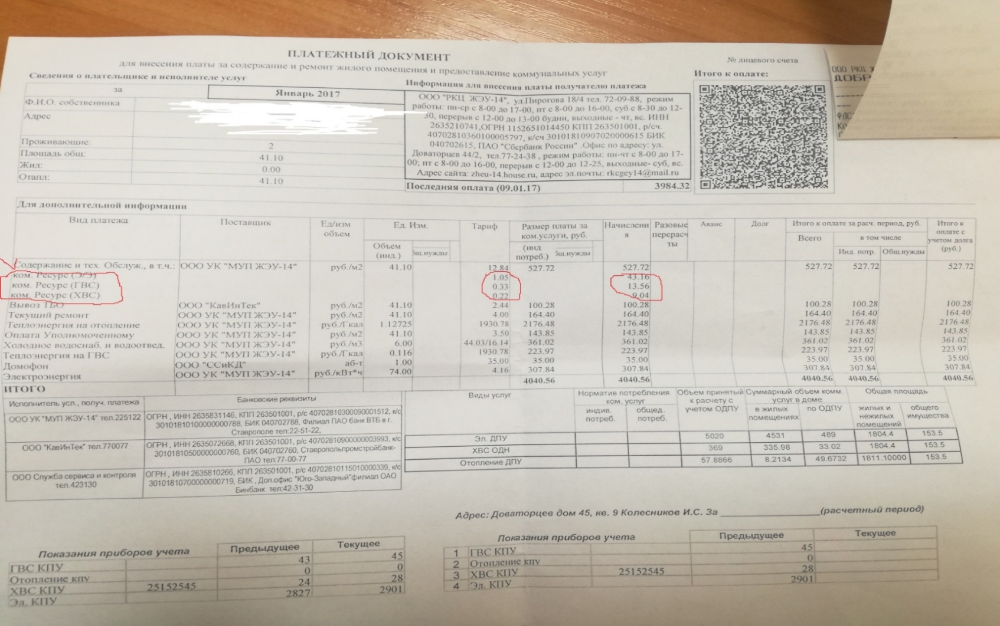 ПЛАТЕЖНЫЙ ДОКУМЕНТ
для внесения платы за содержание и ремонт жилого помещения и предоставление коммунальных услуг
№ лицевого счета
Сведения о плательщике и исполнителе услуг
Информация для внесения платы получателю платежа
Итого к оплате:
ООО РКЦ
ДОБР
за Январь 2017
Ф.И.О. собственника
Адрес
Проживающие: 2
Площадь общ: 41.10
Жил: 0.00
Отапл: 41.10
ООО "РКЦ ЖЭУ-14", ул.Пирогова 18/4 тел. 72-09-88, режим
работы: пн-ср с 8-00 до 17-00, пт с 8-00 до 16-00, суб с 8-30 до 12-
30, перерыв с 12-00 до 13-00 будни, выходные - чт, вс. ИНН
2635210741,ОГРН 1152651014450 КПП 263501001, р/сч.
40702810360100005797, к/сч 30101810907020000615 БИК
040702615, ПАО "Сбербанк России" .Офис по адресу: ул.
Доваторцев 44/2, тел.77-24-38 , режим работы: пн-чт с 8-00 до 17-
00; пт с 8-00 до 16-00, перерыв с 12-00 до 12-25, выходные- суб, вс.
Адрес сайта: zheu-14.house.ru, адрес эл.почты: rkcgey14@mail.ru
Последняя оплата (09.01.17) 3984.32
Для дополнительной информации
Вид платежа Поставщик Ед/изм объем Ед. Изм. Тариф Размер платы за ком.услуги, руб. Начислени я Разовые перерасч ты Аванс Долг Итого к оплате за расч. период, руб. Итого к оплате с учетом долга (руб.)
Объем (инд.) общ.нужды (инд потреб.) общ.нужды Всего в том числе
Инд. потр. Общ.нужды
Содержание и тех. Обслуж., в т.ч.: ООО УК "МУП ЖЭУ-14" руб./м2 41.10 12.84 527.72 527.72 527.72 527.72 527.72
ком. Ресурс (Э/Э) 1.05 43.16
ком. Ресурс (ГВС) 0.33 13.56
ком. Ресурс (ХВС) 0.22 9.04
Вывоз ТБО ООО "КавИнТек" руб./м2 41.10 2.44 100.28 100.28 100.28 100.28 100.28
Текущий ремонт ООО УК "МУП ЖЭУ-14" руб./м2 41.10 4.00 164.40 164.40 164.40 164.40 164.40
Теплоэнергия на отопление ООО УК "МУП ЖЭУ-14" руб./Гкал 1.12725 1930.78 2176.48 2176.48 2176.48 2176.48 2176.48
Оплата Уполномоченному ООО УК "МУП ЖЭУ-14" руб./м2 41.10 3.50 143.85 143.85 143.85 143.85 143.85
Холодное водоснаб. и водоотвед. ООО УК "МУП ЖЭУ-14" руб./м3 6.00 44.03/16.14 361.02 361.02 361.02 361.02 361.02
Теплоэнергия на ГВС ООО УК "МУП ЖЭУ-14" руб./Гкал 0.116 1930.78 223.97 223.97 223.97 223.97 223.97
Домофон ООО "ССиКД" аб-т 1.00 35.00 35.00 35.00 35.00 35.00 35.00
Электроэнергия ООО УК "МУП ЖЭУ-14" руб./кВт*ч 74.00 4.16 307.84 307.84 307.84 307.84 307.84
ИТОГО 4040.56 4040.56 4040.56 4040.56 4040.56
Исполнитель усл., получ. платежа Банковские реквизиты
ООО УК "МУП ЖЭУ-14" тел.225122 ОГРН , ИНН 2635831146, КПП 263501001, р/с 40702810300090001512, к/с
30101810100000000788, БИК 040702788, Филиал ПАО банк ВТБ в г.
Ставрополе тел:22-51-22,
ООО "КавИнТек" тел.770077 ОГРН , ИНН 2635072668, КПП 263501001, р/с 40702810900000003993, к/с
30101810500000000760, БИК 040702760, Ставропольпромстройбанк-
ПАО тел:77-00-77
ООО Служба сервиса и контроля тел.423130 ОГРН , ИНН 2635810266, КПП 263501001, р/с 40702810115010000339, к/с
30101810700000000719, БИК , Доп.офис "Юго-Западный"филиал ОАО
Бинбанк тел:42-31-30
Виды услуг Норматив потребления ком. услуг Объем принятый к расчету с учетом ОДПУ Суммарный объем комм. услуг в доме Общая площадь
индив. потреб. общед. потреб. в жилых помещениях по ОДПУ жилых и нежилых помещений общего имущества
Эл. ДПУ 5020 4531 489 1804.4 153.5
ХВС ОДН 369 335.98 33.02 1804.4 153.5
Отопление ДПУ 57.8866 8.2134 49.6732 1811.10000 153.5
Адрес: Доваторцев дом 45, кв. 9 Колесников И.С. За (расчетный период)
Показания приборов учета Предыдущее Текущее
ГВС КПУ 43 45
Отопление кпу 0 0
ХВС КПУ 25152545 24 28
Эл. КПУ 2827 2901
Показания приборов учета Предыдущее Текущее
1 ГВС КПУ 45
2 Отопление кпу 0
3 ХВС КПУ 25152545 28
4 Эл. КПУ 2901